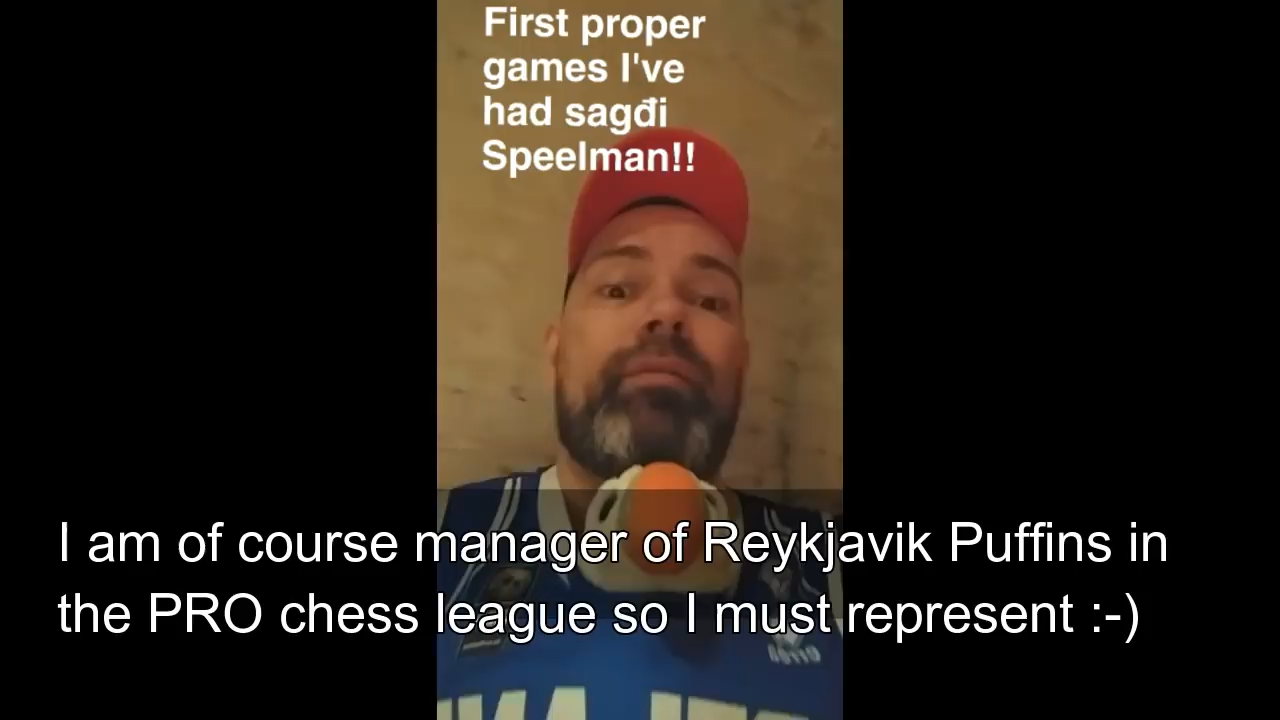 First proper
games I've
had sagđi
Speelman!!
I am of course manager of Reykjavik Puffins in
the PRO chess league so I must represent :-)